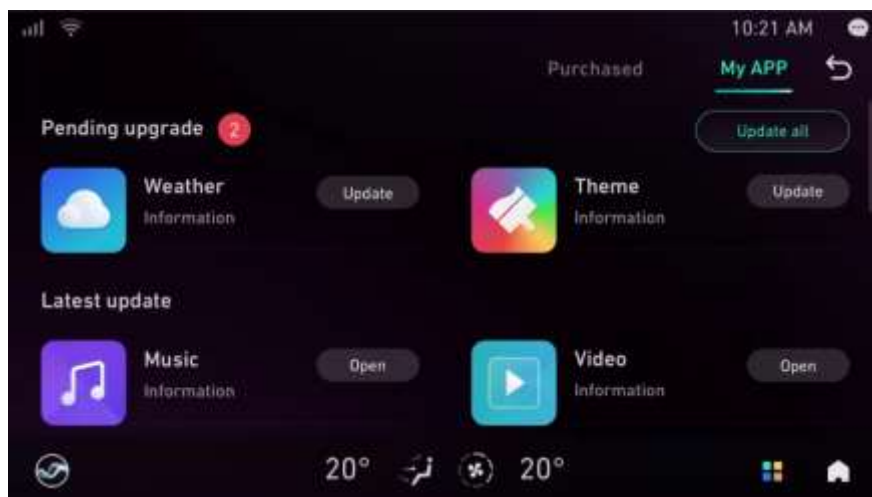 10:21 AM
Purchased My APP
Pending upgrade 2 Update all
Weather Update Theme Update
Information Information
Latest update
Music Open Video Open
Information Information
20° 20°